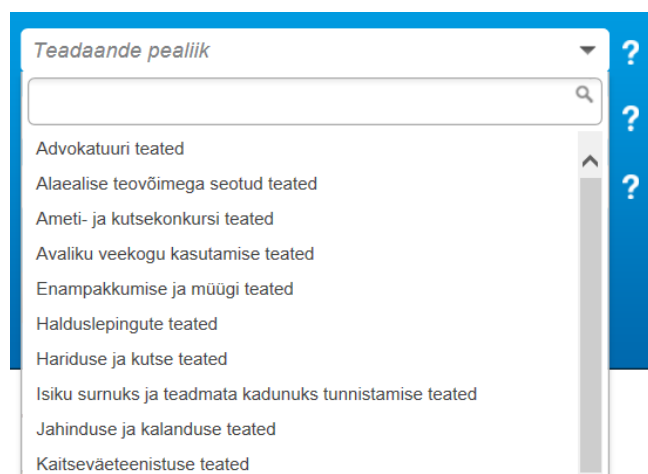 Teadaande pealiik
?
?
?
Advokatuuri teated
Alaealise teovõimega seotud teated
Ameti- ja kutsekonkursi teated
Avaliku veekogu kasutamise teated
Enampakkumise ja müügi teated
Halduslepingute teated
Hariduse ja kutse teated
Isiku surnuks ja teadmata kadunuks tunnistamise teated
Jahinduse ja kalanduse teated
Kaitseväeteenistuse teated